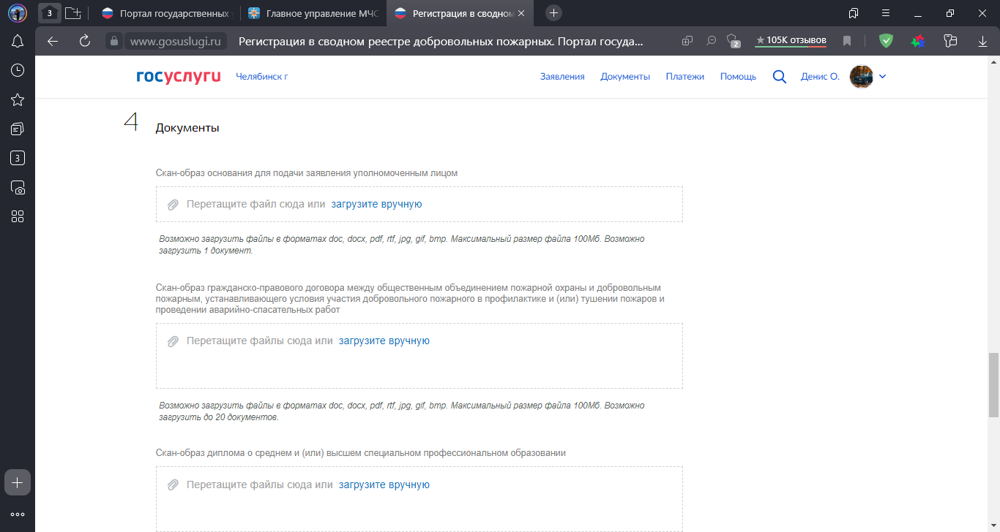 3
Портал государственных
Главное управление МЧС
Регистрация в сводном
www.gosuslugi.ru
Регистрация в сводном реестре добровольных пожарных. Портал госуда...
2
★105K отзывов
госуслуги
Челябинск г
Заявления
Документы
Платежи
Помощь
Денис О.
3
4
Документы
Скан-образ основания для подачи заявления уполномоченным лицом
Перетащите файл сюда или загрузите вручную
Возможно загрузить файлы в форматах doc, docx, pdf, rtf, jpg, gif, bmp. Максимальный размер файла 100Мб. Возможно
загрузить 1 документ.
Скан-образ гражданско-правового договора между общественным объединением пожарной охраны и добровольным
пожарным, устанавливающего условия участия добровольного пожарного в профилактике и (или) тушении пожаров и
проведении аварийно-спасательных работ
Перетащите файлы сюда или загрузите вручную
Возможно загрузить файлы в форматах doc, docx, pdf, rtf, jpg, gif, bmp. Максимальный размер файла 100Мб. Возможно
загрузить до 20 документов.
Скан-образ диплома о среднем и (или) высшем специальном профессиональном образовании
Перетащите файлы сюда или загрузите вручную